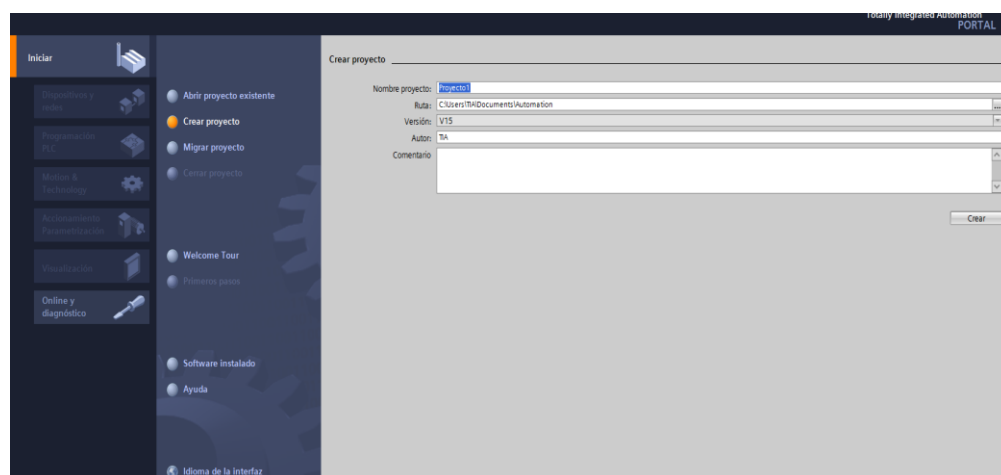 Totally Integrated Automation
PORTAL
Iniciar
Dispositivos y
redes
Programación
PLC
Motion &
Technology
Accionamiento
Parametrización
Visualización
Online y
diagnóstico
Abrir proyecto existente
Crear proyecto
Migrar proyecto
Cerrar proyecto
Welcome Tour
Primeros pasos
Software instalado
Ayuda
Idioma de la interfaz
Crear proyecto
Nombre proyecto: Proyecto1
Ruta: C:\Users\TIA\Documents\Automation
...
Versión: V15
Autor: TIA
Comentario
Crear